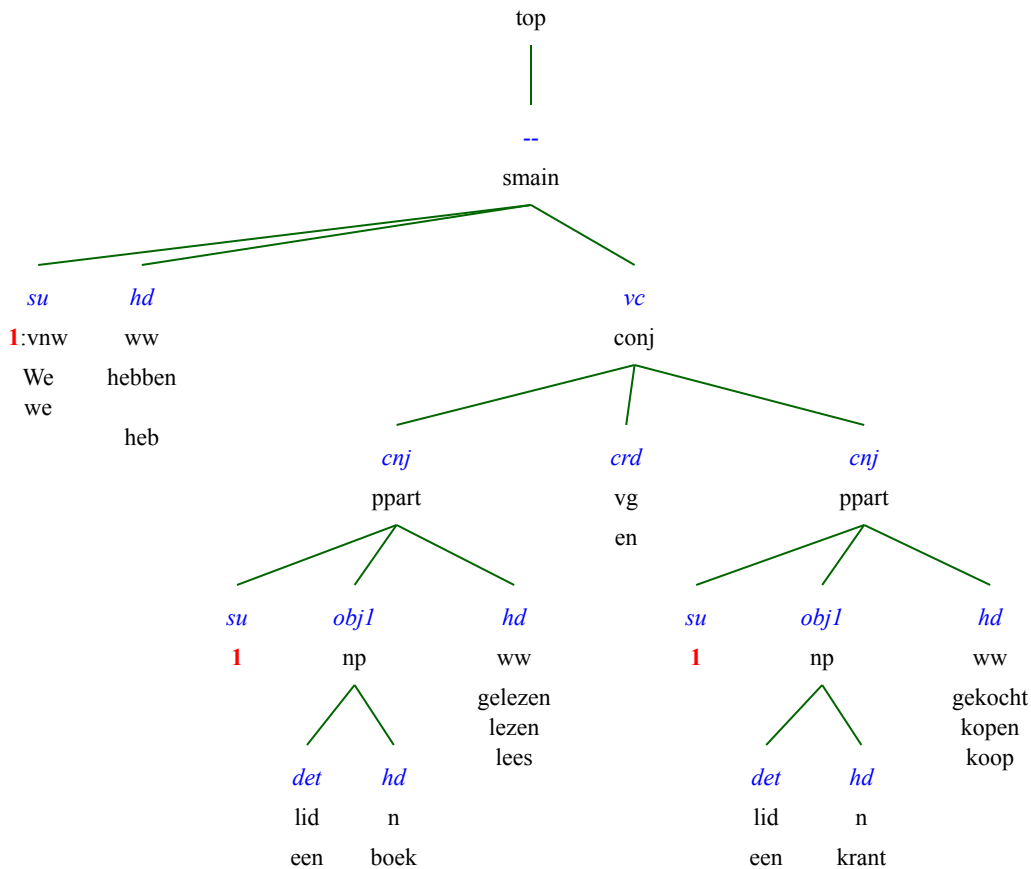 top
--
smain
su hd vc
1:vnw ww conj
We hebben
we
heb
cnj crd cnj
ppart vg ppart
en
su obj1 hd su obj1 hd
1 np ww 1 np ww
gelezen gekocht
lezen kopen
lees koop
det hd det hd
lid n lid n
een boek een krant